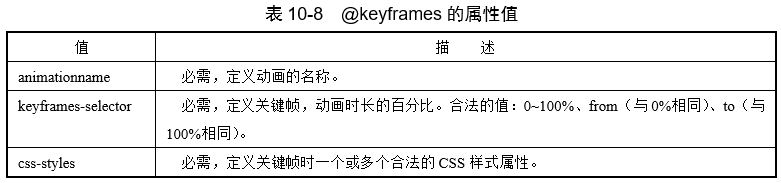 表 10-8 @keyframes 的属性值
值 描 述
animationname 必需，定义动画的名称。
keyframes-selector 必需，定义关键帧，动画时长的百分比。合法的值：0~100%、from（与0%相同）、to（与
100%相同）。
css-styles 必需，定义关键帧时一个或多个合法的 CSS 样式属性。